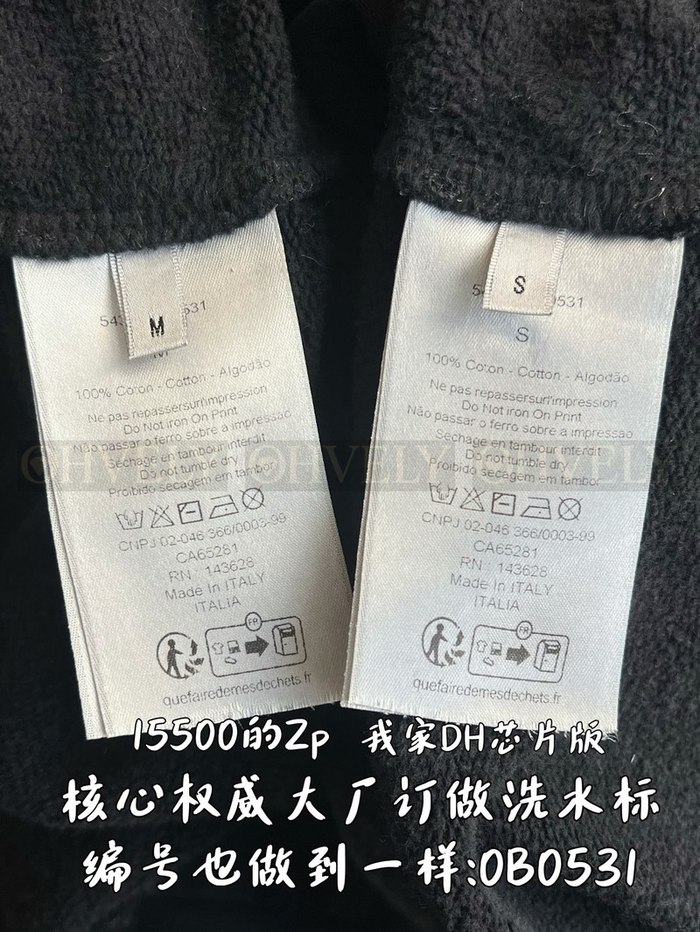 M
100% Coton - Cotton - Algodão
Ne pas repassersurl'impression
Do Not iron On Print
Não passar o ferro sobre a impressão
Séchage en tambour interdit
Do not tumble dry
Proibido secagem em tambor
CNPJ 02-046 366/0003-99
CA65281
RN : 143628
Made In ITALY
ITALIA
FR
quefairedemesdechets.fr
S
S
100% Coton - Cotton - Algodão
Ne pas repassersurl'impression
Do Not iron On Print
Não passar o ferro sobre a impressão
Séchage en tambour interdit
Do not tumble dry
Proibido secagem em tambor
CNPJ 02-046 366/0003-99
CA65281
RN : 143628
Made In ITALY
ITALIA
FR
quefairedemesdechets.fr
OHVELY OHVELY OHVELY
15500的Zp 我家DH芯片版
核心权威大厂订做洗水标
编号也做到一样:0B0531